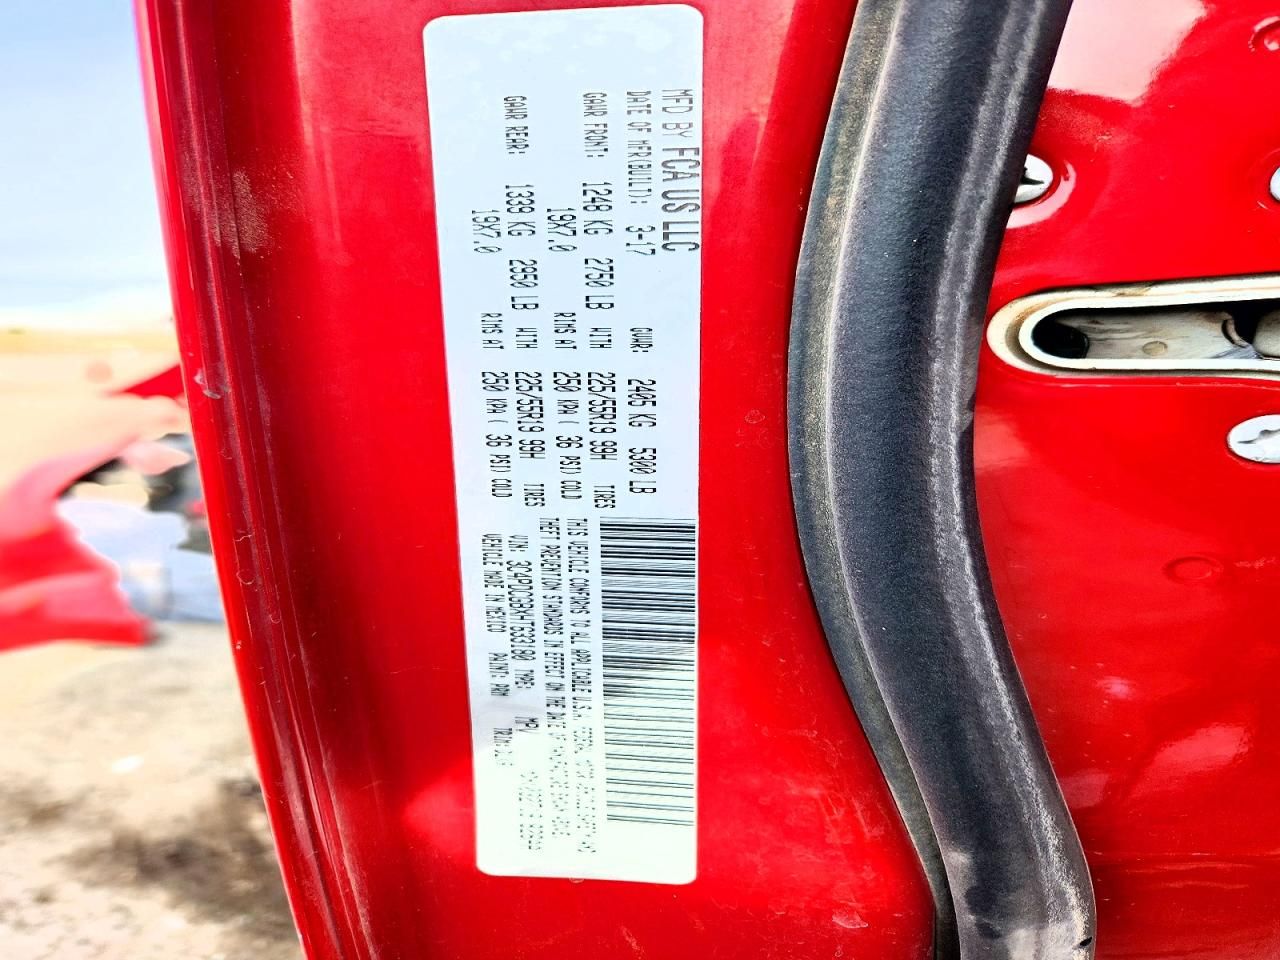 MFD BY FCA US LLC
DATE OF MFR(BUILT): 3-17 GVWR: 2405 KG 5300 LB
GAWR FRONT: 1248 KG 2750 LB WITH 225/55R19 99H TIRES
19X7.0 RIMS AT 250 KPA ( 36 PSI) COLD
GAWR REAR: 1339 KG 2950 LB WITH 225/55R19 99H TIRES
19X7.0 RIMS AT 250 KPA ( 36 PSI) COLD
THIS VEHICLE CONFORMS TO ALL APPLICABLE U.S.A.
THEFT PREVENTION STANDARDS IN EFFECT ON THE DATE
VIN: 3C4PDCGBXHT633190 TYPE: MPV
VEHICLE MADE IN MEXICO PAINT: PRM TRIM: